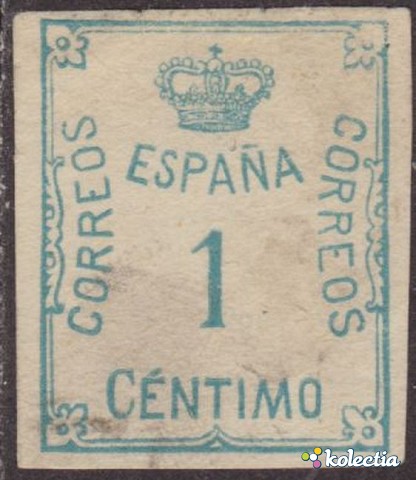 ESPAÑA
CORREOS
CORREOS
1
CÉNTIMO
kolectia